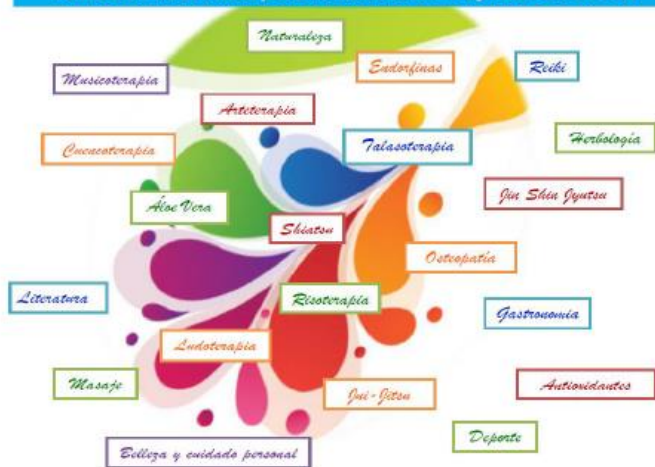 Naturaleza
Musicoterapia
Endorfinas
Reiki
Arteterapia
Cuencoterapia
Talasoterapia
Herbología
Áloe Vera
Jin Shin Jyutsu
Shiatsu
Osteopatía
Literatura
Risoterapia
Gastronomia
Ludoterapia
Masaje
Jui-Jitsu
Antioxidantes
Deporte
Belleza y cuidado personal